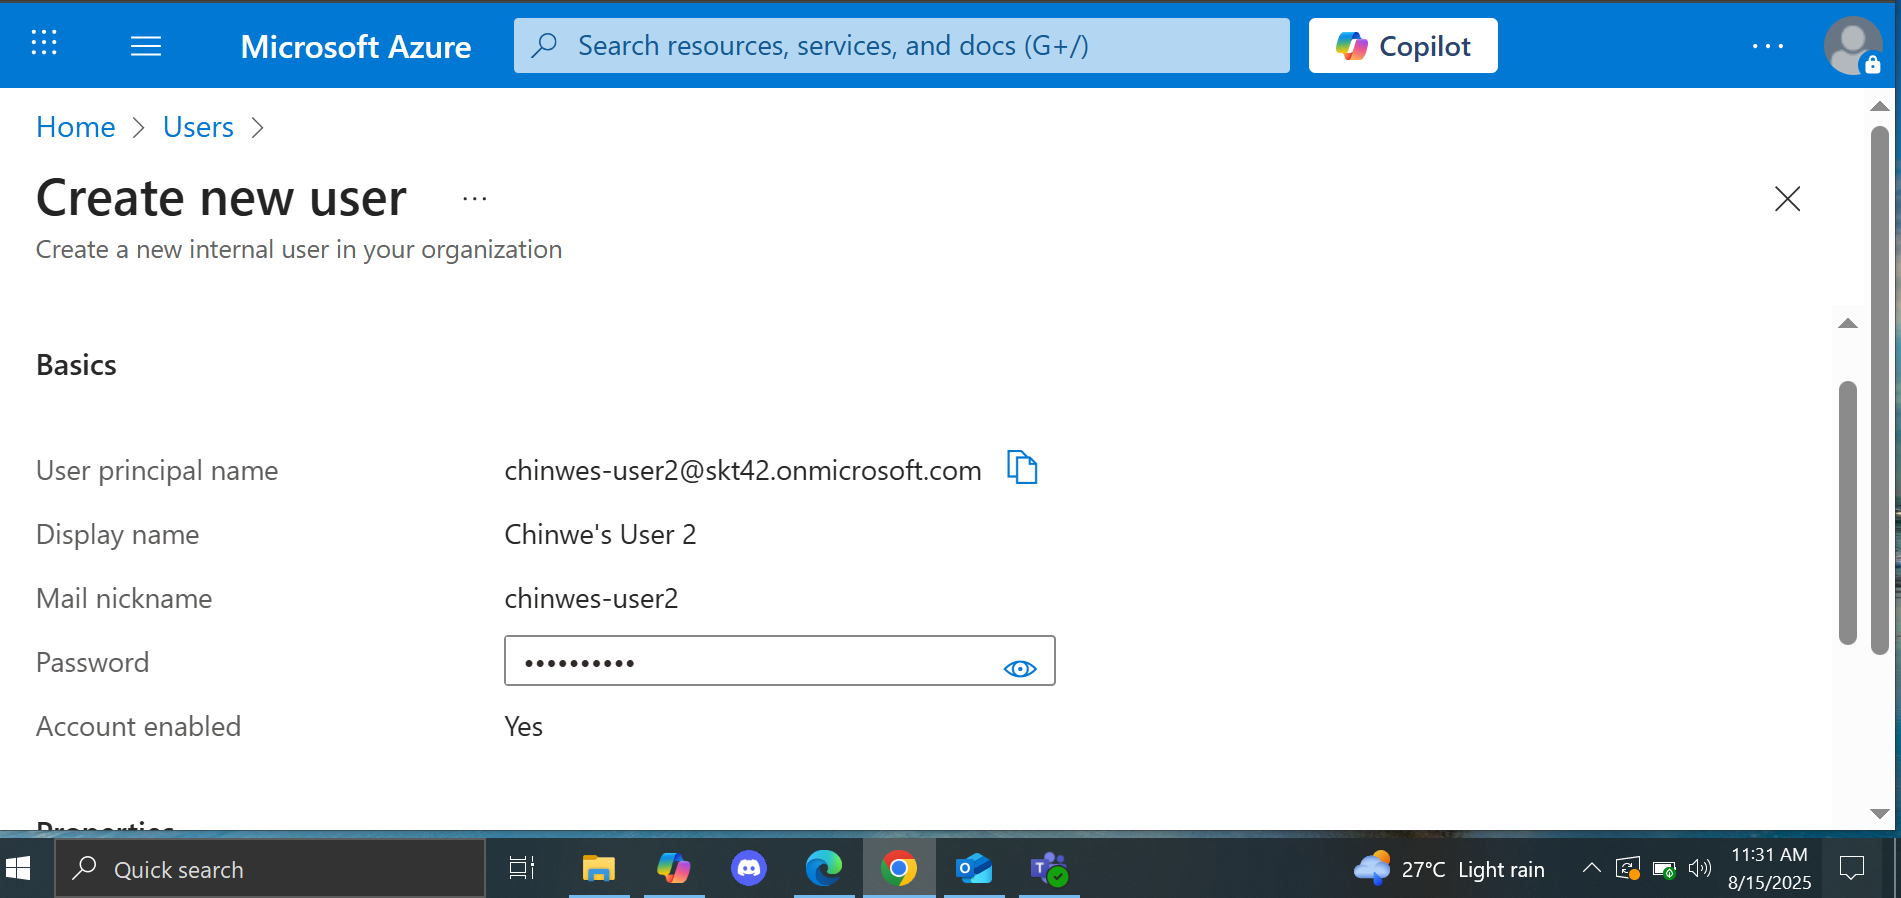 Microsoft Azure
Search resources, services, and docs (G+/)
Copilot
Home
Users
Create new user
Create a new internal user in your organization
Basics
User principal name
chinwes-user2@skt42.onmicrosoft.com
Display name
Chinwe's User 2
Mail nickname
chinwes-user2
Password
••••••••••
Account enabled
Yes
Properties
Quick search
27°C Light rain
11:31 AM
8/15/2025